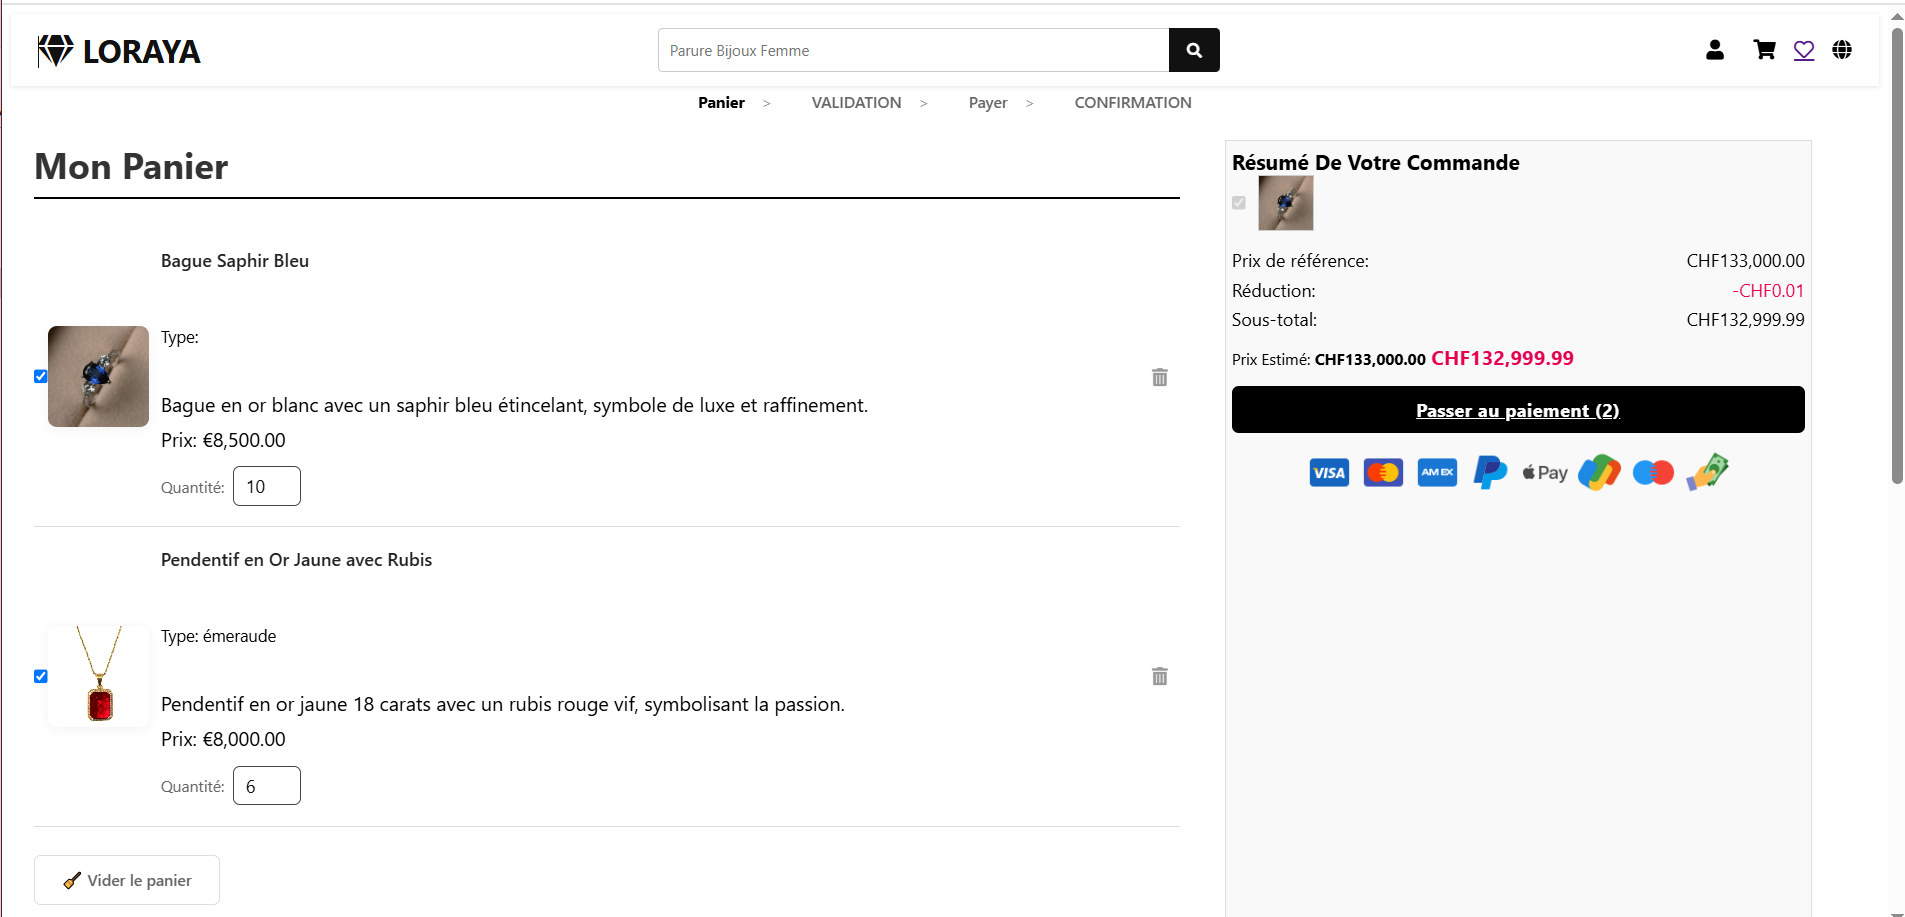 LORAYA
Parure Bijoux Femme
Panier > VALIDATION > Payer > CONFIRMATION
Mon Panier
Bague Saphir Bleu
Type:
Bague en or blanc avec un saphir bleu étincelant, symbole de luxe et raffinement.
Prix: €8,500.00
Quantité: 10
Pendentif en Or Jaune avec Rubis
Type: émeraude
Pendentif en or jaune 18 carats avec un rubis rouge vif, symbolisant la passion.
Prix: €8,000.00
Quantité: 6
Vider le panier
Résumé De Votre Commande
Prix de référence: CHF133,000.00
Réduction: -CHF0.01
Sous-total: CHF132,999.99
Prix Estimé: CHF133,000.00 CHF132,999.99
Passer au paiement (2)
VISA AMEX Pay